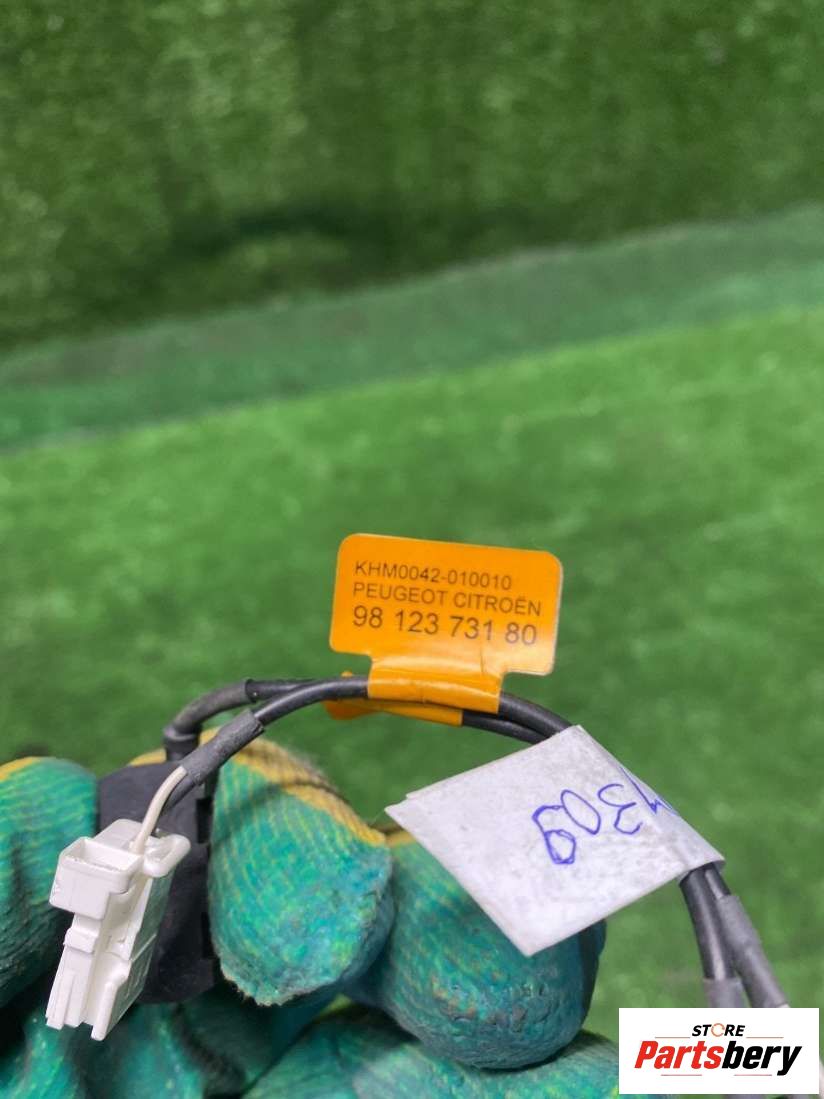 KHM0042-010010
PEUGEOT CITROËN
98 123 731 80
STORE
Partsbery